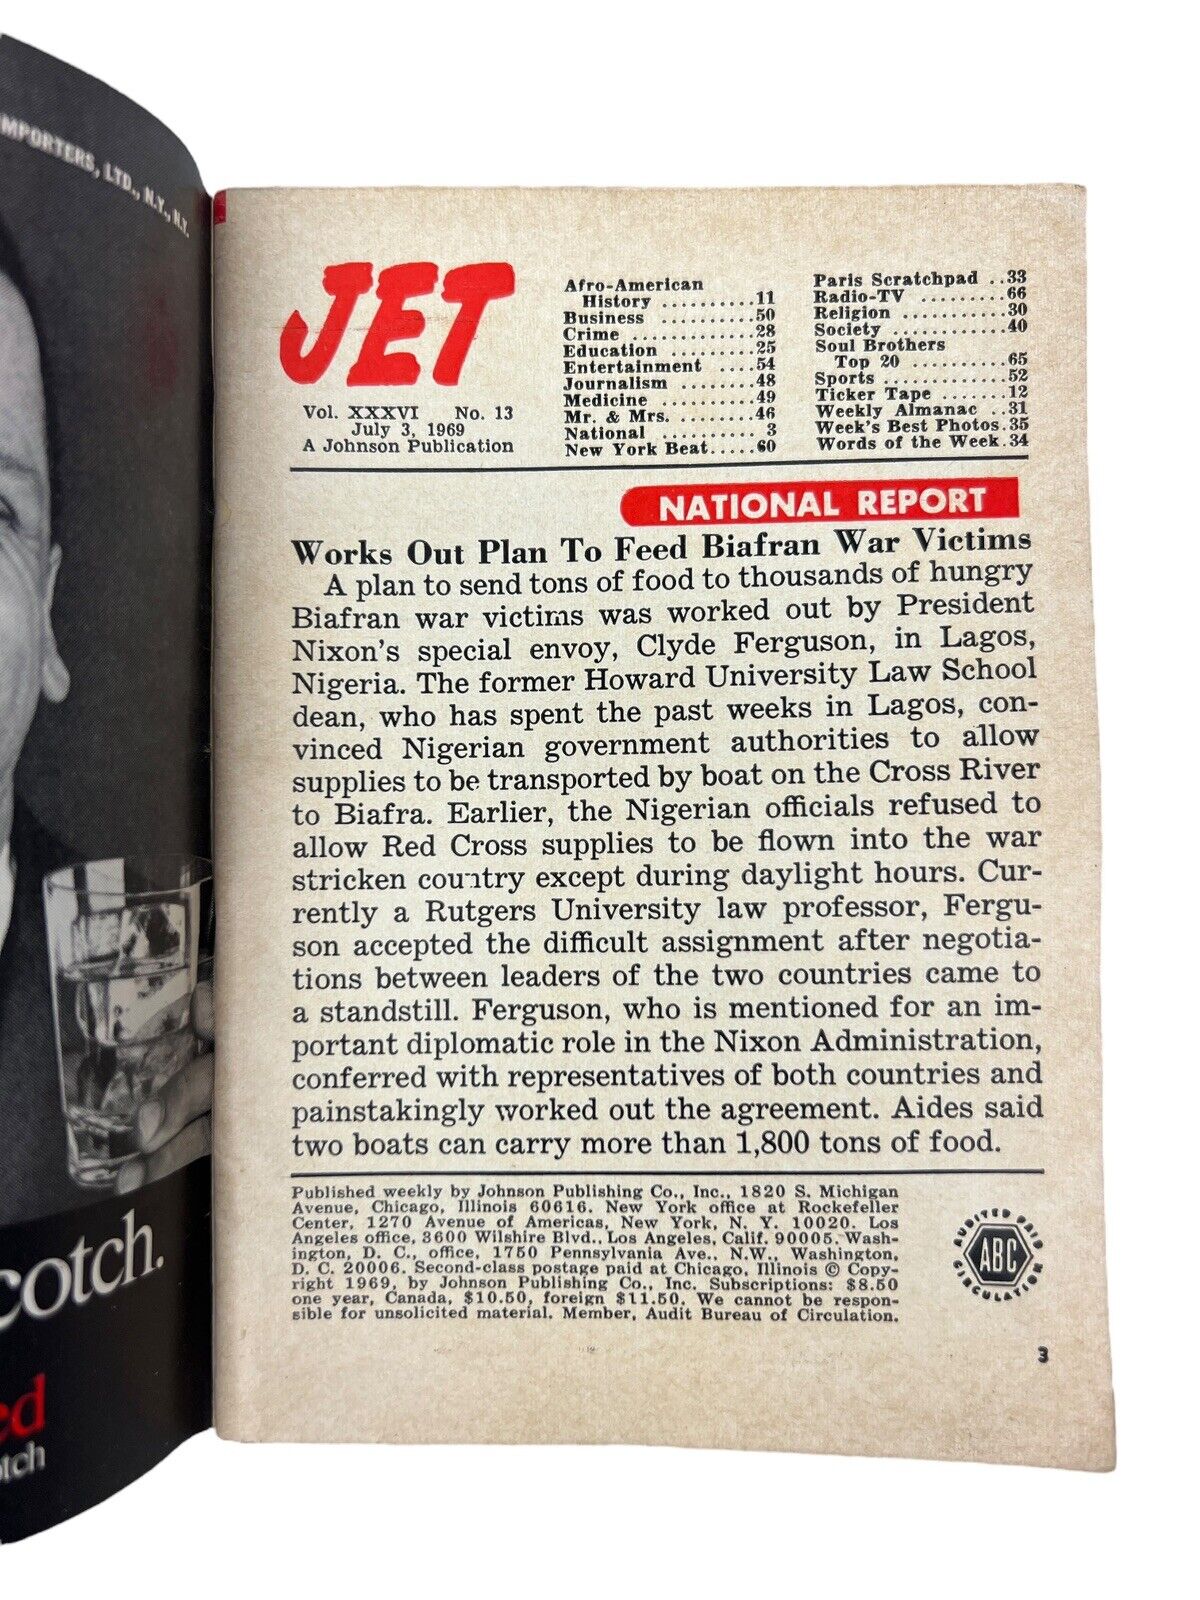 IMPORTERS, LTD., N.Y., N.Y.
cotch.
ed
otch
JET
Vol. XXXVI No. 13
July 3, 1969
A Johnson Publication
Afro-American
History ..........11
Business ..........50
Crime ..............28
Education .........25
Entertainment ....54
Journalism ........48
Medicine ..........49
Mr. & Mrs. ........46
National .......... 3
New York Beat.....60
Paris Scratchpad ..33
Radio-TV .........66
Religion ..........30
Society ............40
Soul Brothers
Top 20 ..........65
Sports .............52
Ticker Tape .......12
Weekly Almanac ..31
Week's Best Photos.35
Words of the Week.34
NATIONAL REPORT
Works Out Plan To Feed Biafran War Victims
A plan to send tons of food to thousands of hungry
Biafran war victims was worked out by President
Nixon's special envoy, Clyde Ferguson, in Lagos,
Nigeria. The former Howard University Law School
dean, who has spent the past weeks in Lagos, con-
vinced Nigerian government authorities to allow
supplies to be transported by boat on the Cross River
to Biafra. Earlier, the Nigerian officials refused to
allow Red Cross supplies to be flown into the war
stricken country except during daylight hours. Cur-
rently a Rutgers University law professor, Fergu-
son accepted the difficult assignment after negotia-
tions between leaders of the two countries came to
a standstill. Ferguson, who is mentioned for an im-
portant diplomatic role in the Nixon Administration,
conferred with representatives of both countries and
painstakingly worked out the agreement. Aides said
two boats can carry more than 1,800 tons of food.
Published weekly by Johnson Publishing Co., Inc., 1820 S. Michigan
Avenue, Chicago, Illinois 60616. New York office at Rockefeller
Center, 1270 Avenue of Americas, New York, N. Y. 10020. Los
Angeles office, 3600 Wilshire Blvd., Los Angeles, Calif. 90005. Wash-
ington, D. C., office, 1750 Pennsylvania Ave., N.W., Washington,
D. C. 20006. Second-class postage paid at Chicago, Illinois © Copy-
right 1969, by Johnson Publishing Co., Inc. Subscriptions: $8.50
one year, Canada, $10.50, foreign $11.50. We cannot be respon-
sible for unsolicited material. Member, Audit Bureau of Circulation.
AUDITED PAID
ABC
CIRCULATION
3